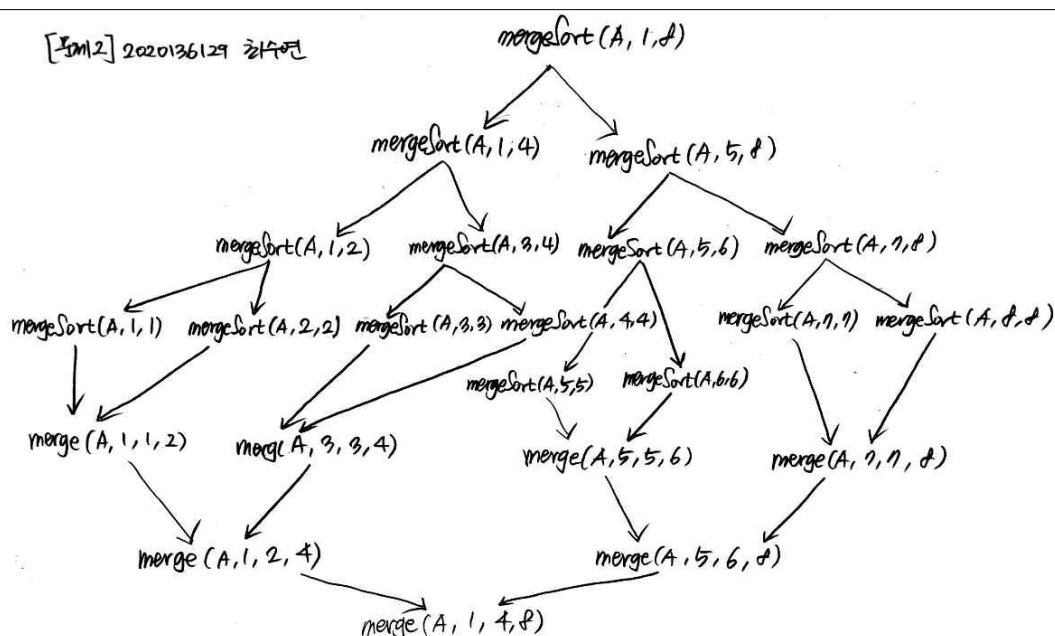 [문제2] 2020136129 최수연
mergeSort(A, 1, 8)
mergeSort(A, 1, 4) mergeSort(A, 5, 8)
mergeSort(A, 1, 2) mergeSort(A, 3, 4) mergeSort(A, 5, 6) mergeSort(A, 7, 8)
mergeSort(A, 1, 1) mergeSort(A, 2, 2) mergeSort(A, 3, 3) mergeSort(A, 4, 4) mergeSort(A, 7, 7) mergeSort(A, 8, 8)
mergeSort(A, 5, 5) mergeSort(A, 6, 6)
merge(A, 1, 1, 2) merg(A, 3, 3, 4) merge(A, 5, 5, 6) merge(A, 7, 7, 8)
merge(A, 1, 2, 4) merge(A, 5, 6, 8)
merge(A, 1, 4, 8)